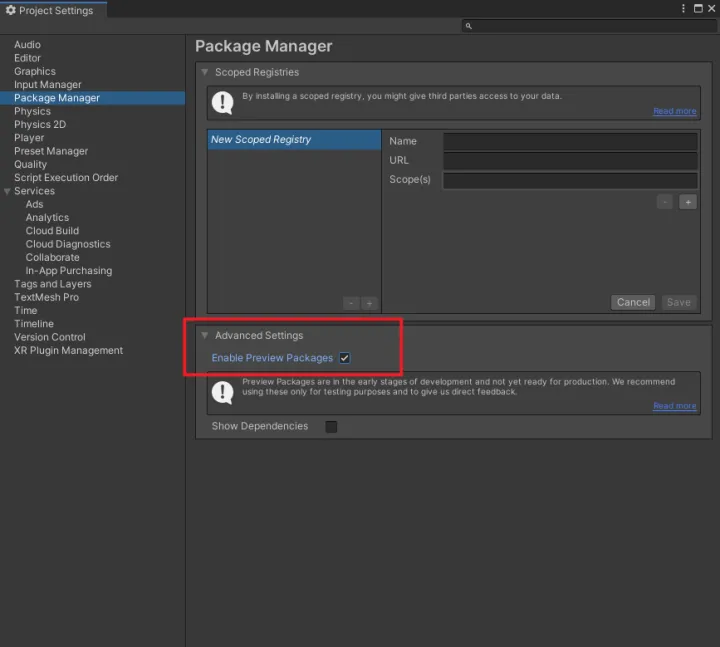 Project Settings
Audio
Editor
Graphics
Input Manager
Package Manager
Physics
Physics 2D
Player
Preset Manager
Quality
Script Execution Order
Services
Ads
Analytics
Cloud Build
Cloud Diagnostics
Collaborate
In-App Purchasing
Tags and Layers
TextMesh Pro
Time
Timeline
Version Control
XR Plugin Management
Package Manager
Scoped Registries
By installing a scoped registry, you might give third parties access to your data.
Read more
New Scoped Registry
Name
URL
Scope(s)
- +
- +
Cancel Save
Advanced Settings
Enable Preview Packages
Preview Packages are in the early stages of development and not yet ready for production. We recommend
using these only for testing purposes and to give us direct feedback.
Read more
Show Dependencies